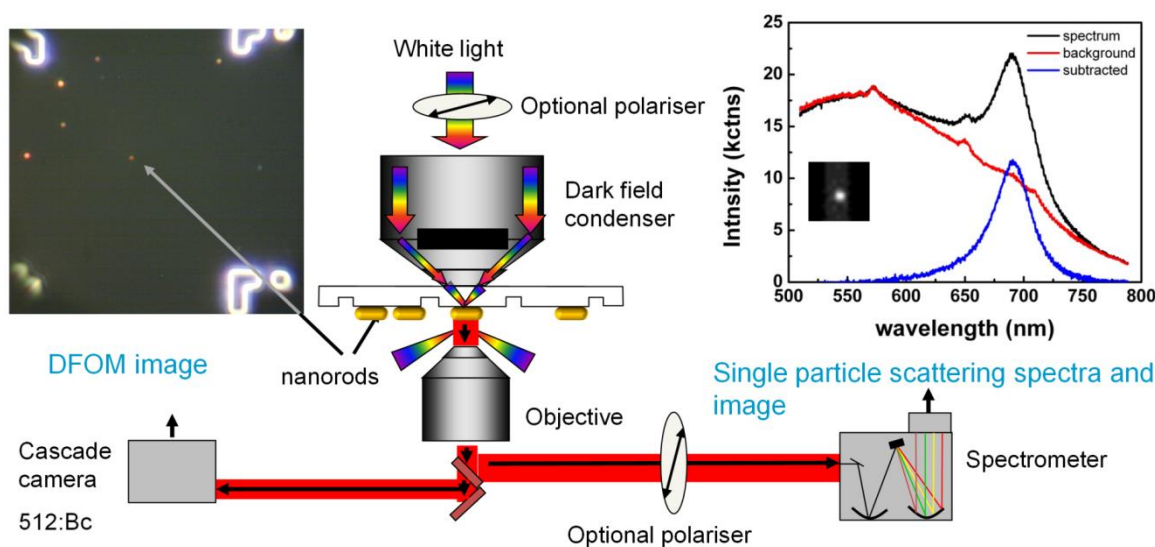 White light
Optional polariser
Dark field
condenser
nanorods
DFOM image
Objective
Cascade
camera
512:Bc
Optional polariser
Spectrometer
Single particle scattering spectra and
image
Intnsity (kctns)
25
20
15
10
5
0
500 550 600 650 700 750 800
wavelength (nm)
spectrum
background
subtracted